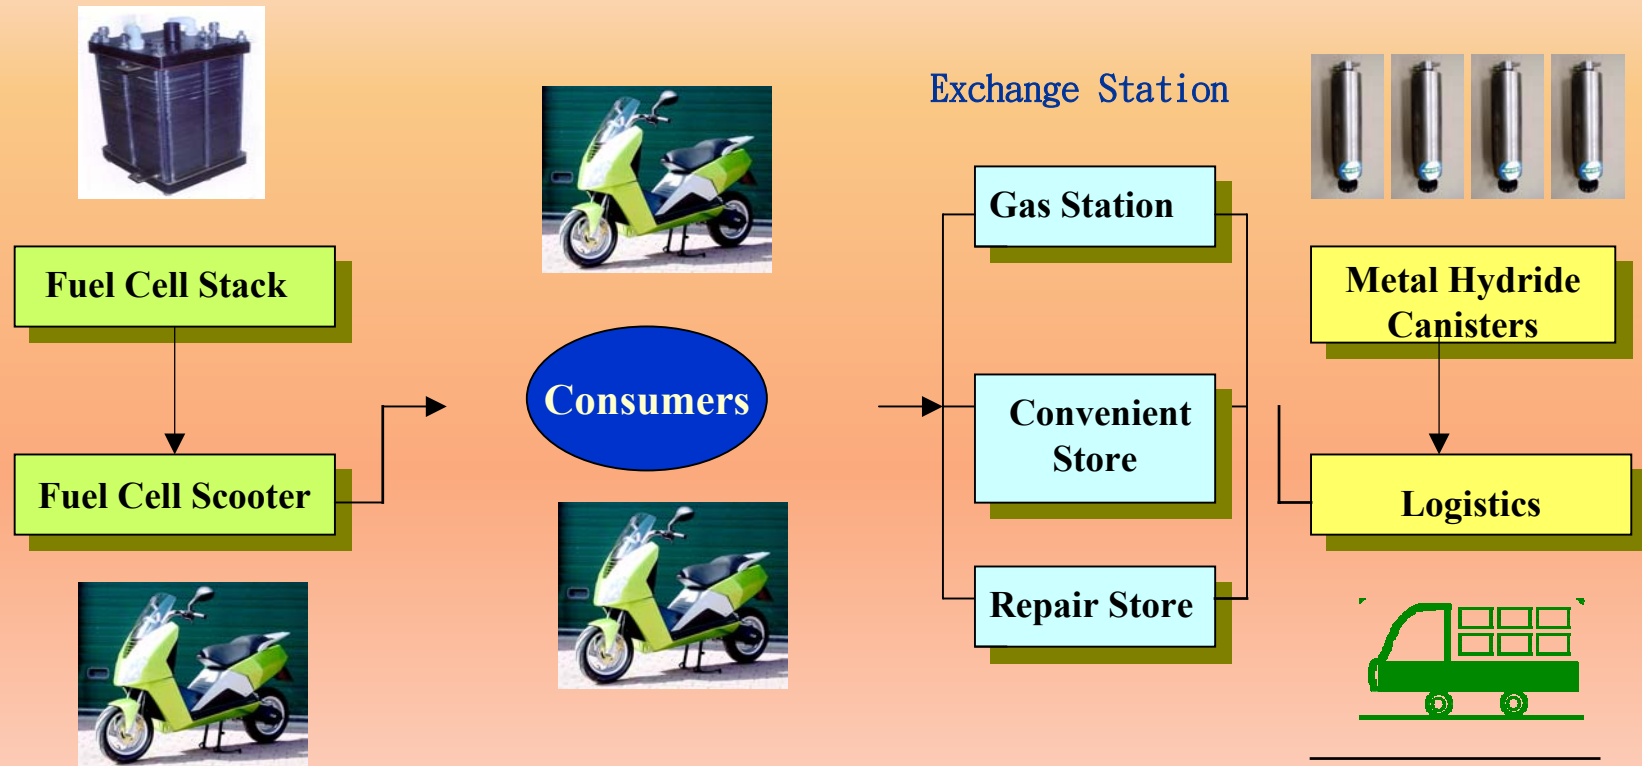 Exchange Station
Fuel Cell Stack
Fuel Cell Scooter
Consumers
Gas Station
Convenient
Store
Repair Store
Metal Hydride
Canisters
Logistics